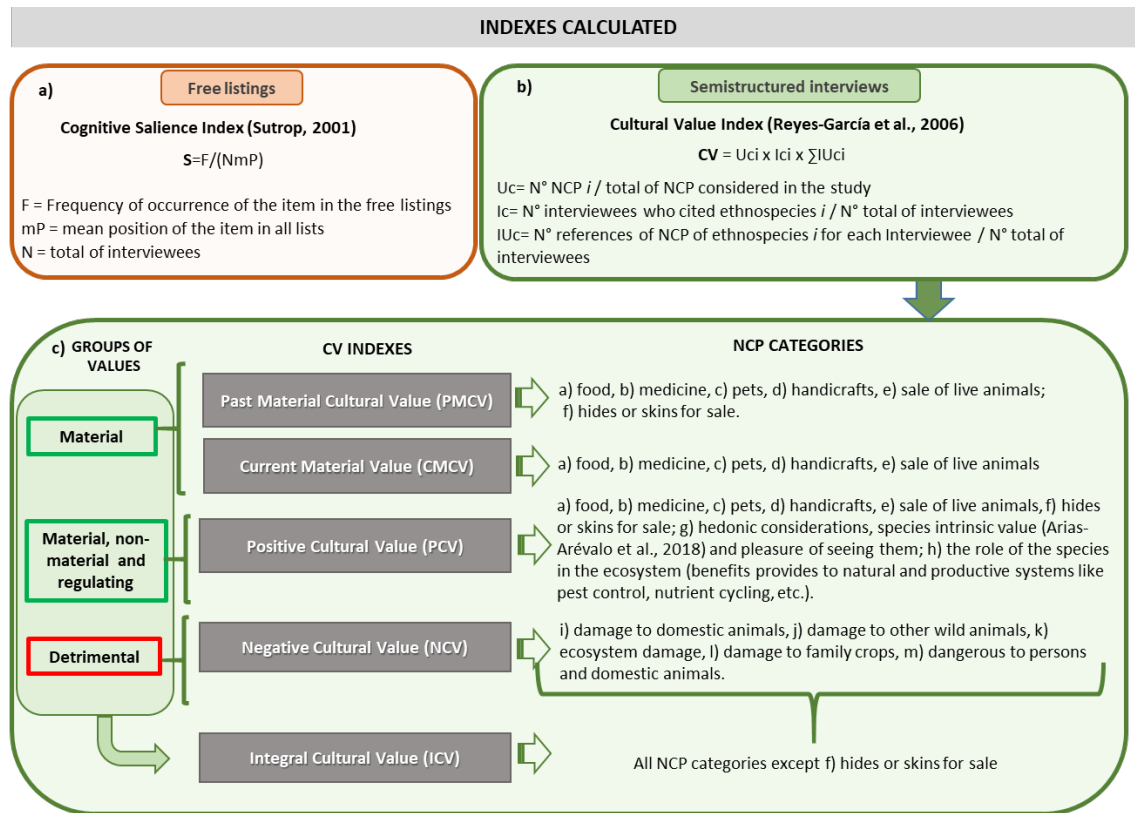 INDEXES CALCULATED
a)
Free listings
Cognitive Salience Index (Sutrop, 2001)
S=F/(NmP)
F = Frequency of occurrence of the item in the free listings
mP = mean position of the item in all lists
N = total of interviewees
b)
Semistructured interviews
Cultural Value Index (Reyes-García et al., 2006)
CV = Uci x Ici x ∑IUci
Uc= N° NCP i / total of NCP considered in the study
Ic= N° interviewees who cited ethnospecies i / N° total of interviewees
IUc= N° references of NCP of ethnospecies i for each Interviewee / N° total of
interviewees
c) GROUPS OF
VALUES
CV INDEXES
NCP CATEGORIES
Material
Past Material Cultural Value (PMCV)
a) food, b) medicine, c) pets, d) handicrafts, e) sale of live animals;
f) hides or skins for sale.
Current Material Value (CMCV)
a) food, b) medicine, c) pets, d) handicrafts, e) sale of live animals
Material, non-
material and
regulating
Positive Cultural Value (PCV)
a) food, b) medicine, c) pets, d) handicrafts, e) sale of live animals, f) hides
or skins for sale; g) hedonic considerations, species intrinsic value (Arias-
Arévalo et al., 2018) and pleasure of seeing them; h) the role of the species
in the ecosystem (benefits provides to natural and productive systems like
pest control, nutrient cycling, etc.).
Detrimental
Negative Cultural Value (NCV)
i) damage to domestic animals, j) damage to other wild animals, k)
ecosystem damage, l) damage to family crops, m) dangerous to persons
and domestic animals.
Integral Cultural Value (ICV)
All NCP categories except f) hides or skins for sale